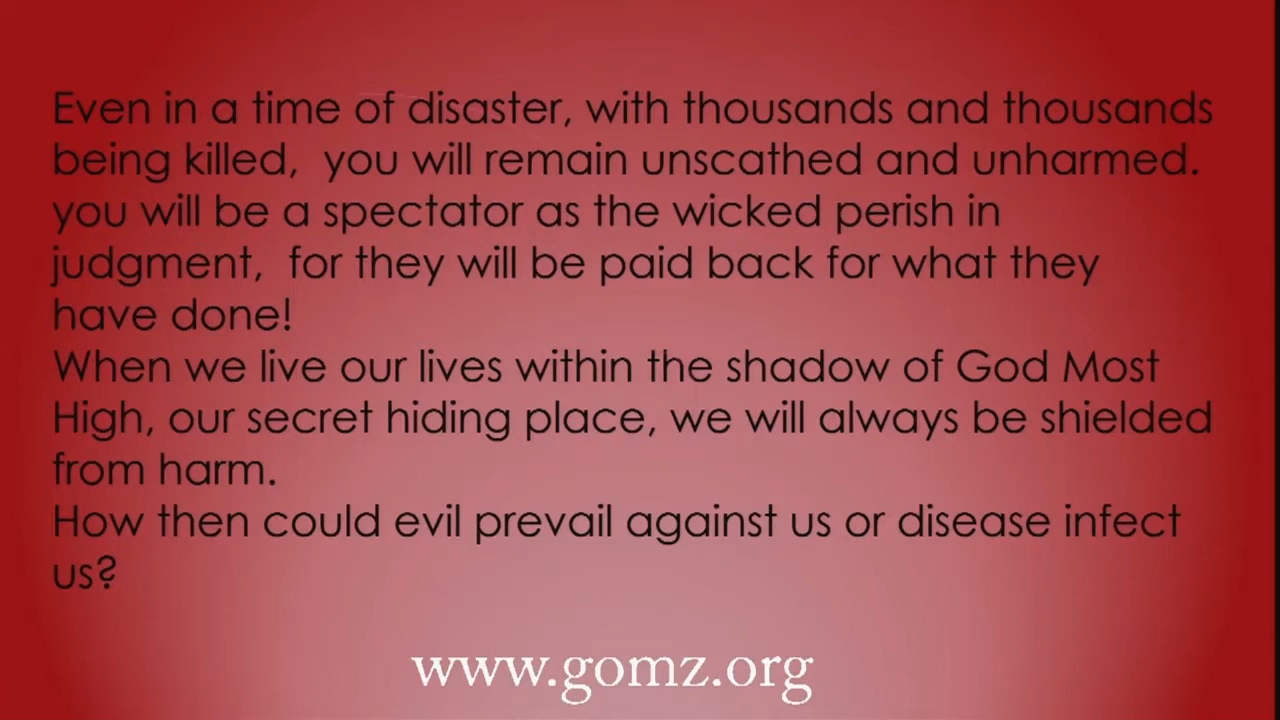 Even in a time of disaster, with thousands and thousands
being killed,  you will remain unscathed and unharmed.
you will be a spectator as the wicked perish in
judgment,  for they will be paid back for what they
have done!
When we live our lives within the shadow of God Most
High, our secret hiding place, we will always be shielded
from harm.
How then could evil prevail against us or disease infect
us?
www.gomz.org